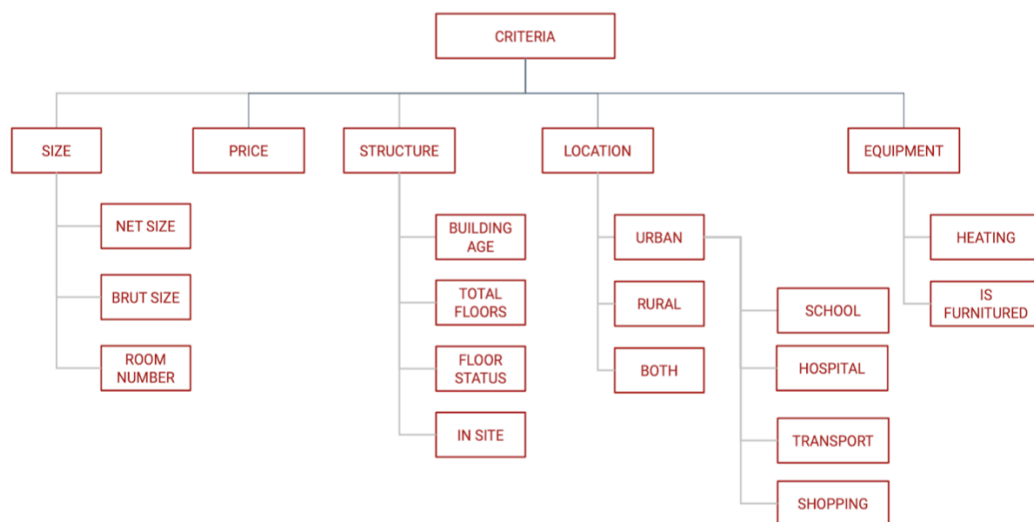 CRITERIA
SIZE
PRICE
STRUCTURE
LOCATION
EQUIPMENT
NET SIZE
BRUT SIZE
ROOM
NUMBER
BUILDING
AGE
TOTAL
FLOORS
FLOOR
STATUS
IN SITE
URBAN
RURAL
BOTH
SCHOOL
HOSPITAL
TRANSPORT
SHOPPING
HEATING
IS
FURNITURED